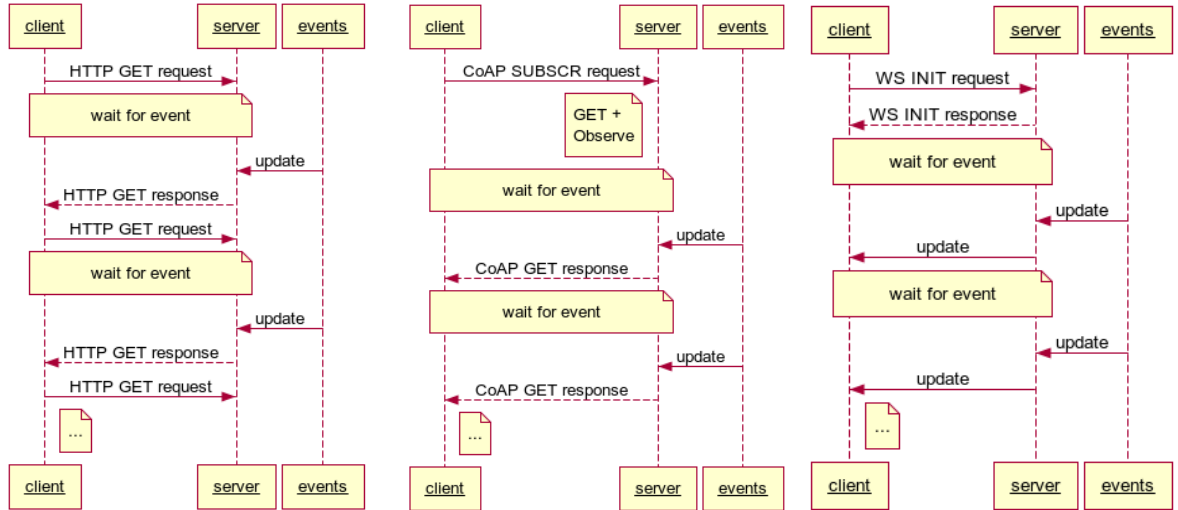 client
server
events
HTTP GET request
wait for event
update
HTTP GET response
HTTP GET request
wait for event
update
HTTP GET response
HTTP GET request
...
client
server
events
client
server
events
CoAP SUBSCR request
GET +
Observe
wait for event
update
CoAP GET response
wait for event
update
CoAP GET response
...
client
server
events
client
server
events
WS INIT request
WS INIT response
wait for event
update
update
wait for event
update
update
...
client
server
events